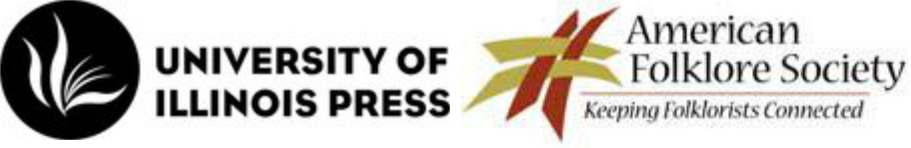 UNIVERSITY OF
ILLINOIS PRESS
American
Folklore Society
Keeping Folklorists Connected